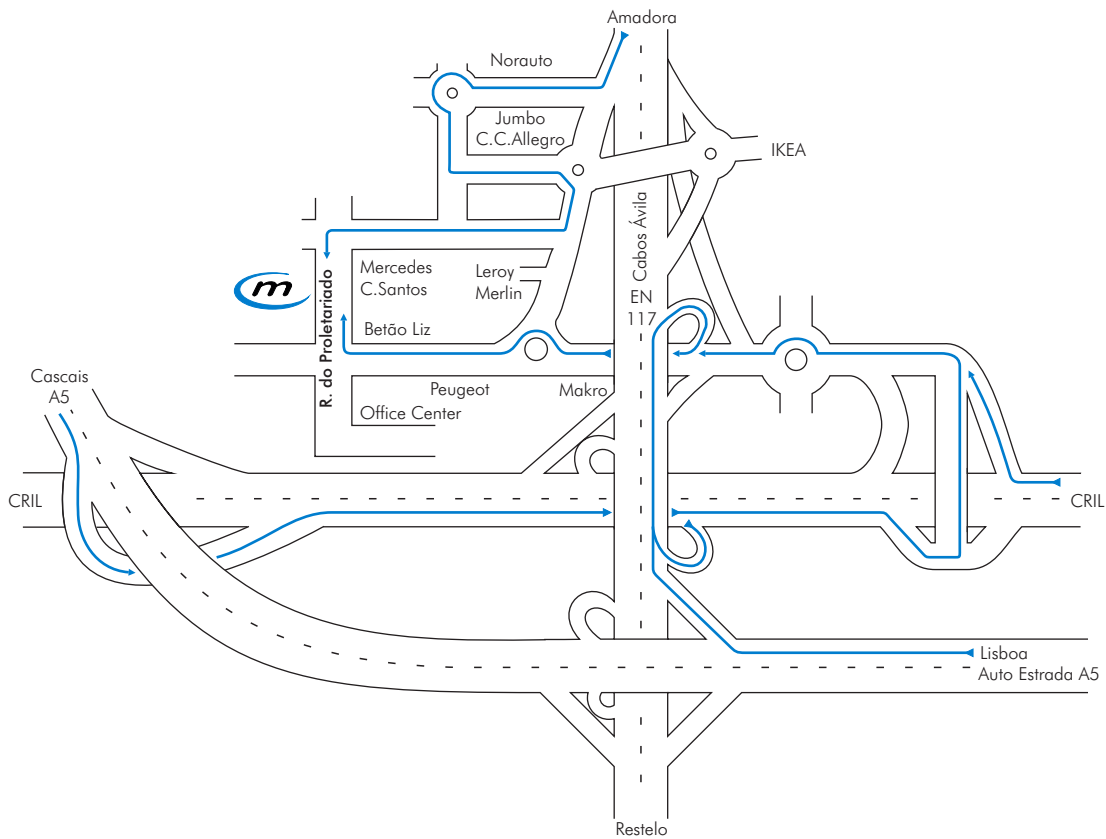 Amadora
Norauto
Jumbo
C.C.Allegro
IKEA
Cabos Ávila
EN
117
Mercedes
C.Santos
Leroy
Merlin
m
R. do Proletariado
Betão Liz
Cascais
A5
Peugeot
Makro
Office Center
CRIL
CRIL
Lisboa
Auto Estrada A5
Restelo